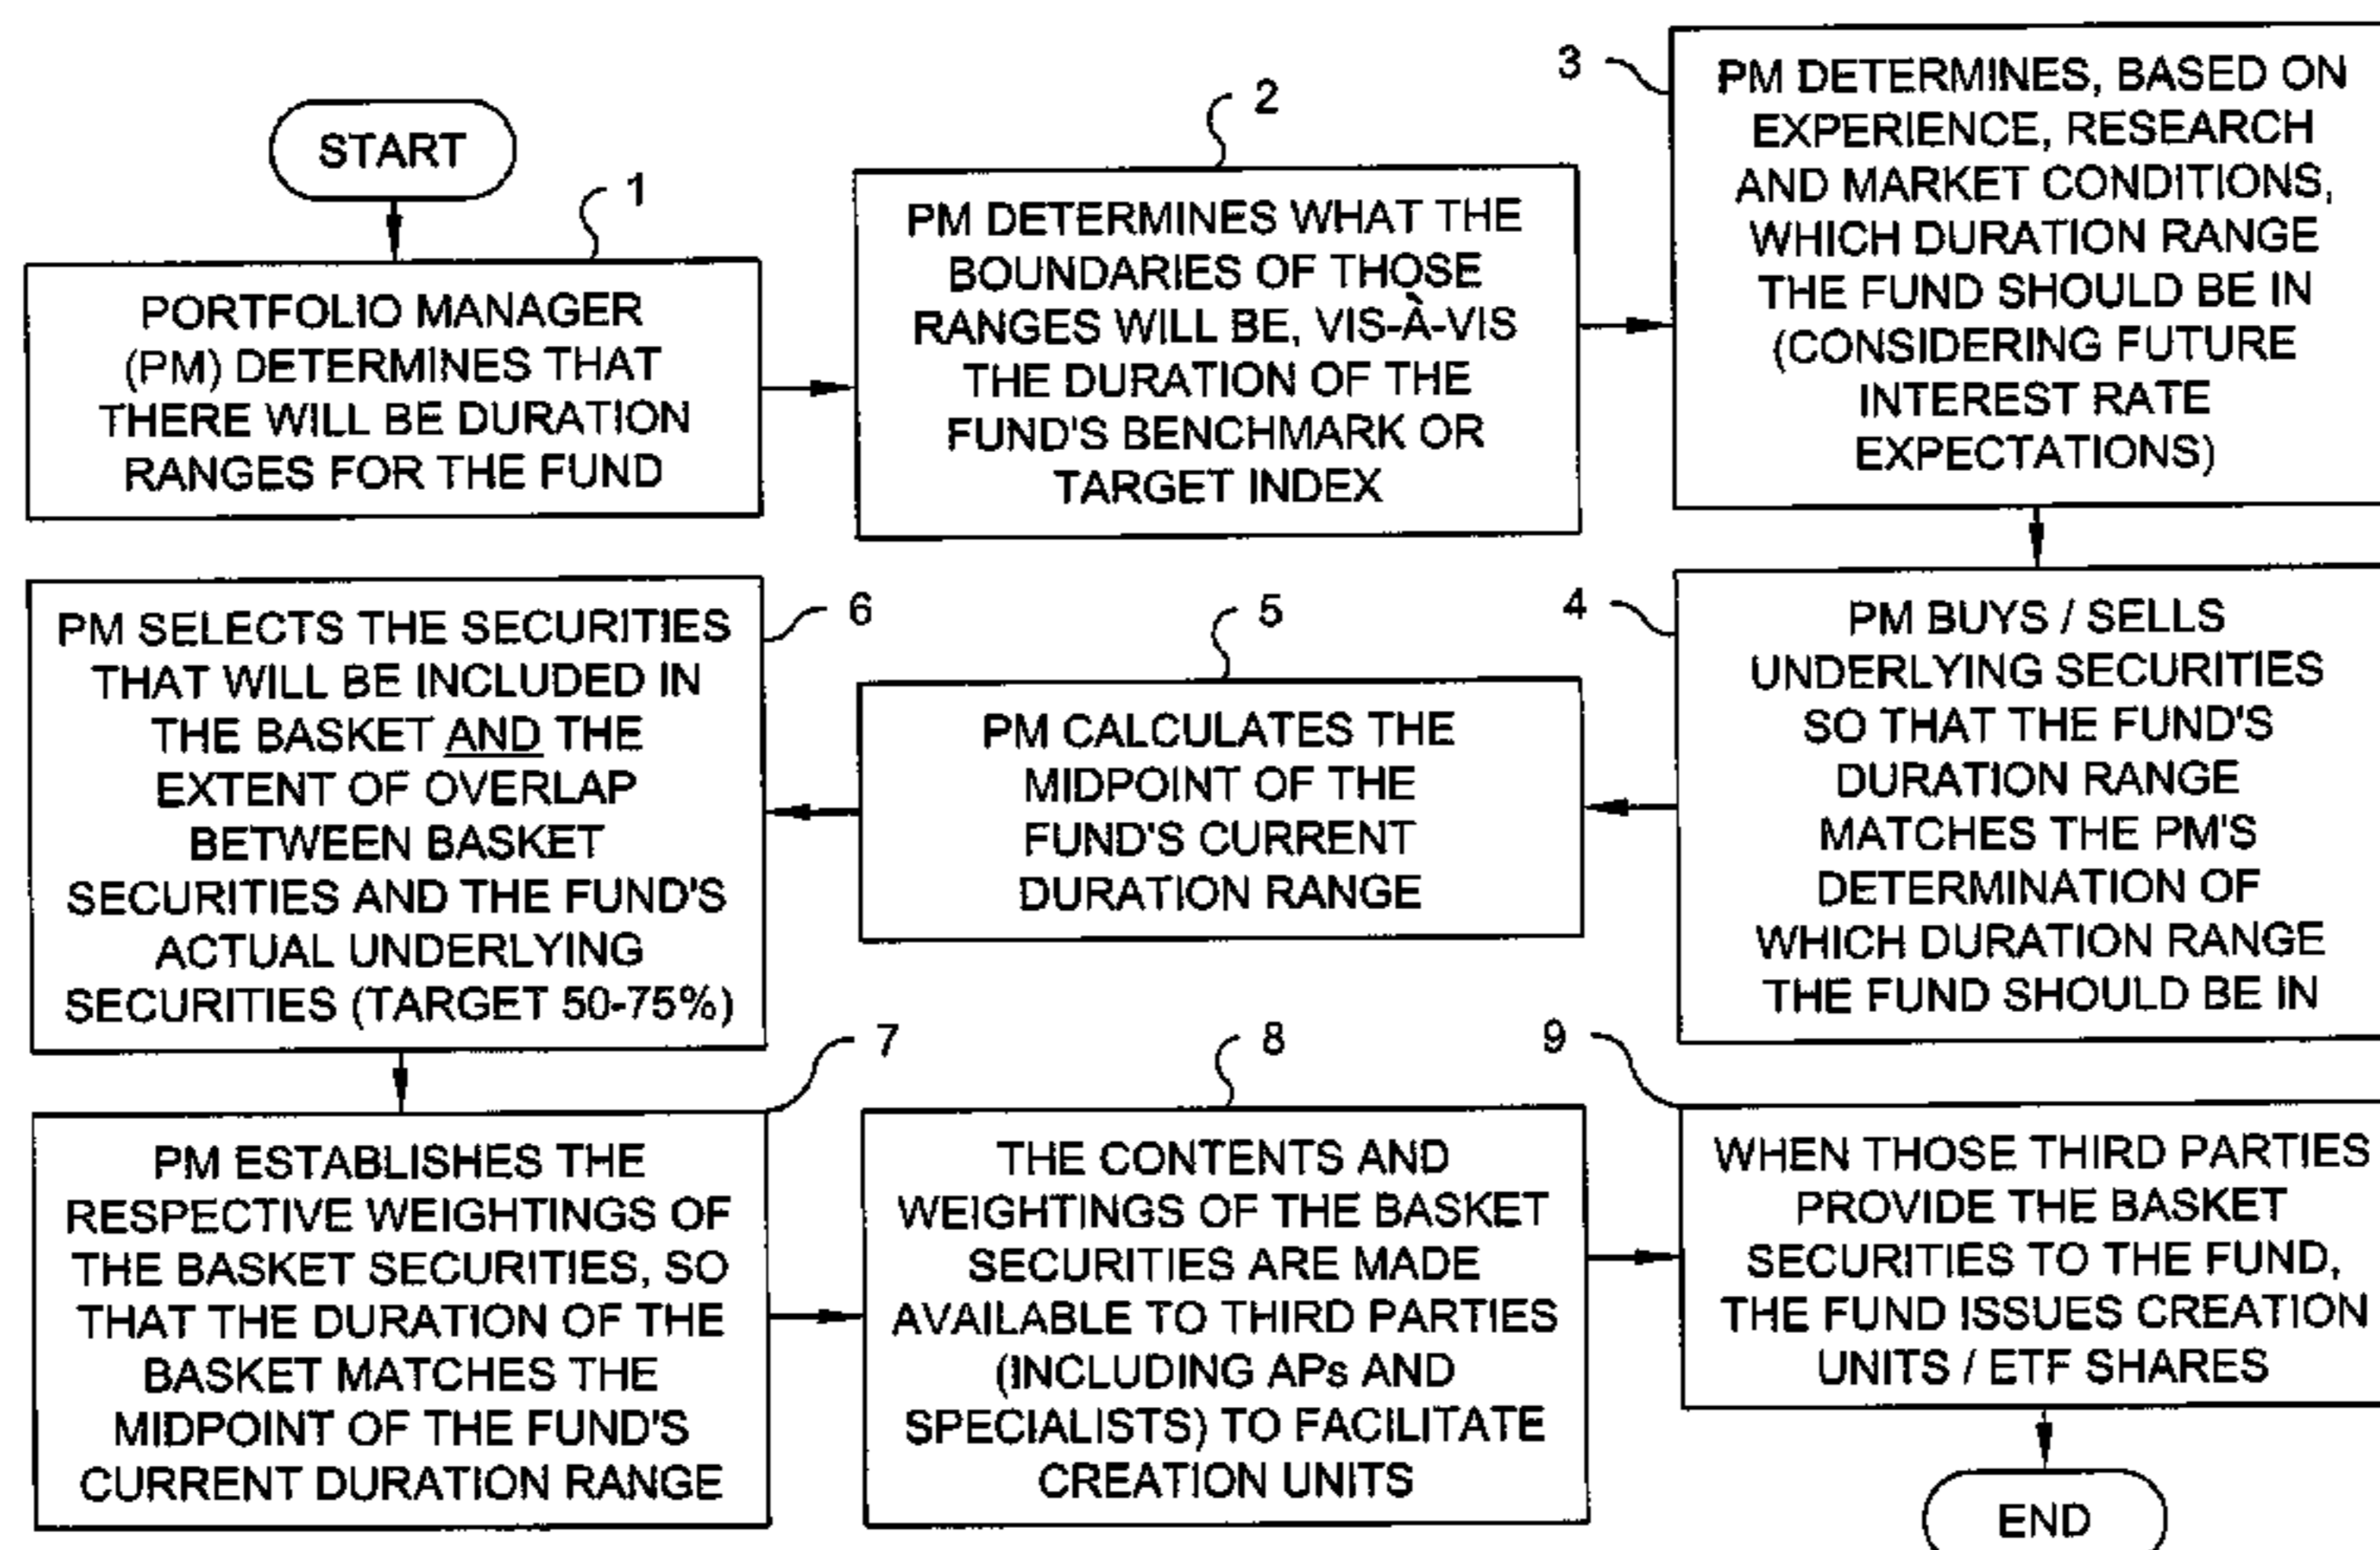 START
1
PORTFOLIO MANAGER
(PM) DETERMINES THAT
THERE WILL BE DURATION
RANGES FOR THE FUND
2
PM DETERMINES WHAT THE
BOUNDARIES OF THOSE
RANGES WILL BE, VIS-À-VIS
THE DURATION OF THE
FUND'S BENCHMARK OR
TARGET INDEX
3
PM DETERMINES, BASED ON
EXPERIENCE, RESEARCH
AND MARKET CONDITIONS,
WHICH DURATION RANGE
THE FUND SHOULD BE IN
(CONSIDERING FUTURE
INTEREST RATE
EXPECTATIONS)
4
PM BUYS / SELLS
UNDERLYING SECURITIES
SO THAT THE FUND'S
DURATION RANGE
MATCHES THE PM'S
DETERMINATION OF
WHICH DURATION RANGE
THE FUND SHOULD BE IN
5
PM CALCULATES THE
MIDPOINT OF THE
FUND'S CURRENT
DURATION RANGE
6
PM SELECTS THE SECURITIES
THAT WILL BE INCLUDED IN
THE BASKET AND THE
EXTENT OF OVERLAP
BETWEEN BASKET
SECURITIES AND THE FUND'S
ACTUAL UNDERLYING
SECURITIES (TARGET 50-75%)
7
PM ESTABLISHES THE
RESPECTIVE WEIGHTINGS OF
THE BASKET SECURITIES, SO
THAT THE DURATION OF THE
BASKET MATCHES THE
MIDPOINT OF THE FUND'S
CURRENT DURATION RANGE
8
THE CONTENTS AND
WEIGHTINGS OF THE BASKET
SECURITIES ARE MADE
AVAILABLE TO THIRD PARTIES
(INCLUDING APs AND
SPECIALISTS) TO FACILITATE
CREATION UNITS
9
WHEN THOSE THIRD PARTIES
PROVIDE THE BASKET
SECURITIES TO THE FUND,
THE FUND ISSUES CREATION
UNITS / ETF SHARES
END